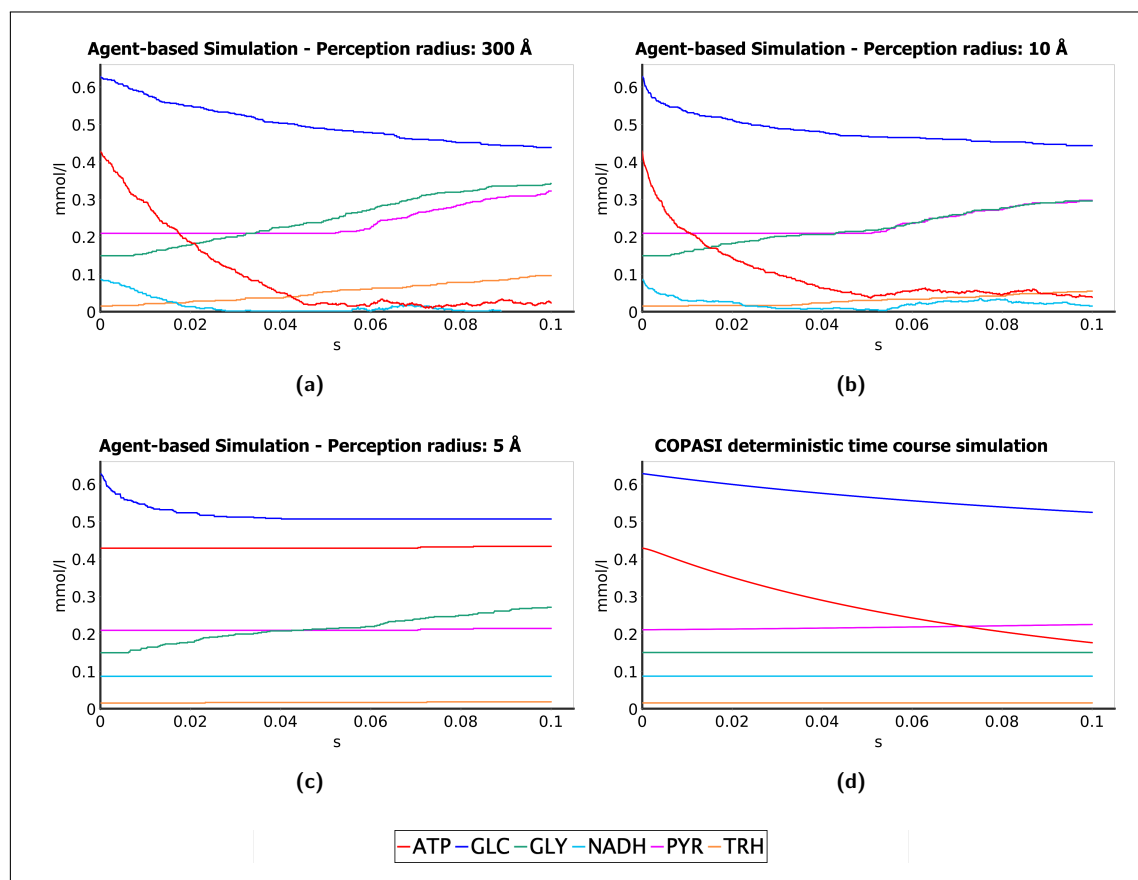 Agent-based Simulation - Perception radius: 300 Å
0.6
0.5
0.4
0.3
0.2
0.1
0
mmol/l
0 0.02 0.04 0.06 0.08 0.1
s
(a)
Agent-based Simulation - Perception radius: 10 Å
0.6
0.5
0.4
0.3
0.2
0.1
0
mmol/l
0 0.02 0.04 0.06 0.08 0.1
s
(b)
Agent-based Simulation - Perception radius: 5 Å
0.6
0.5
0.4
0.3
0.2
0.1
0
mmol/l
0 0.02 0.04 0.06 0.08 0.1
s
(c)
COPASI deterministic time course simulation
0.6
0.5
0.4
0.3
0.2
0.1
0
mmol/l
0 0.02 0.04 0.06 0.08 0.1
s
(d)
ATP GLC GLY NADH PYR TRH